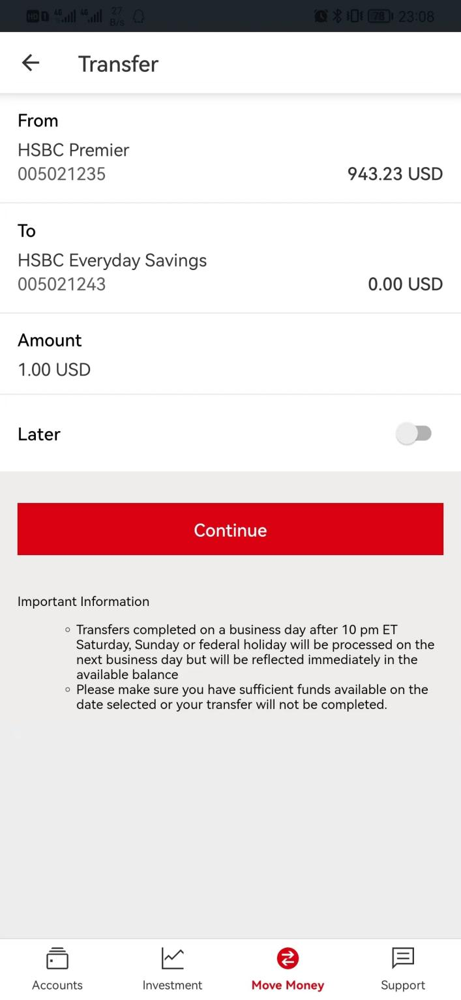 HD 1 4G 4G 27 B/s 78 23:08
Transfer
From
HSBC Premier
005021235 943.23 USD
To
HSBC Everyday Savings
005021243 0.00 USD
Amount
1.00 USD
Later
Continue
Important Information
Transfers completed on a business day after 10 pm ET
Saturday, Sunday or federal holiday will be processed on the
next business day but will be reflected immediately in the
available balance
Please make sure you have sufficient funds available on the
date selected or your transfer will not be completed.
Accounts Investment Move Money Support